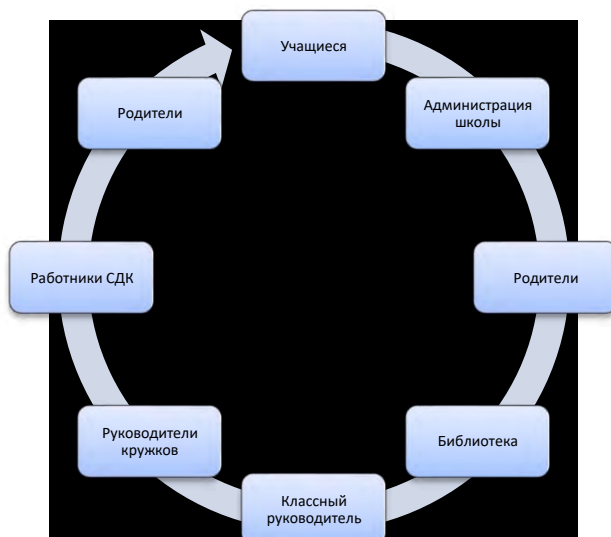 Учащиеся
Администрация
школы
Родители
Библиотека
Классный
руководитель
Руководители
кружков
Работники СДК
Родители